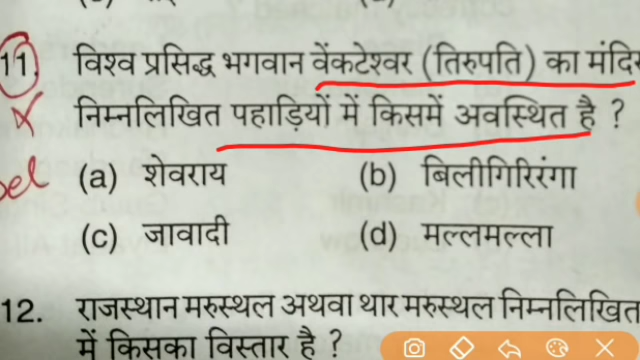 11. विश्व प्रसिद्ध भगवान वेंकटेश्वर (तिरुपति) का मंदिर
निम्नलिखित पहाड़ियों में किसमें अवस्थित है ?
(a) शेवराय (b) बिलीगिरिरंगा
(c) जावादी (d) मल्लमल्ला
12. राजस्थान मरुस्थल अथवा थार मरुस्थल निम्नलिखित
में किसका विस्तार है ?